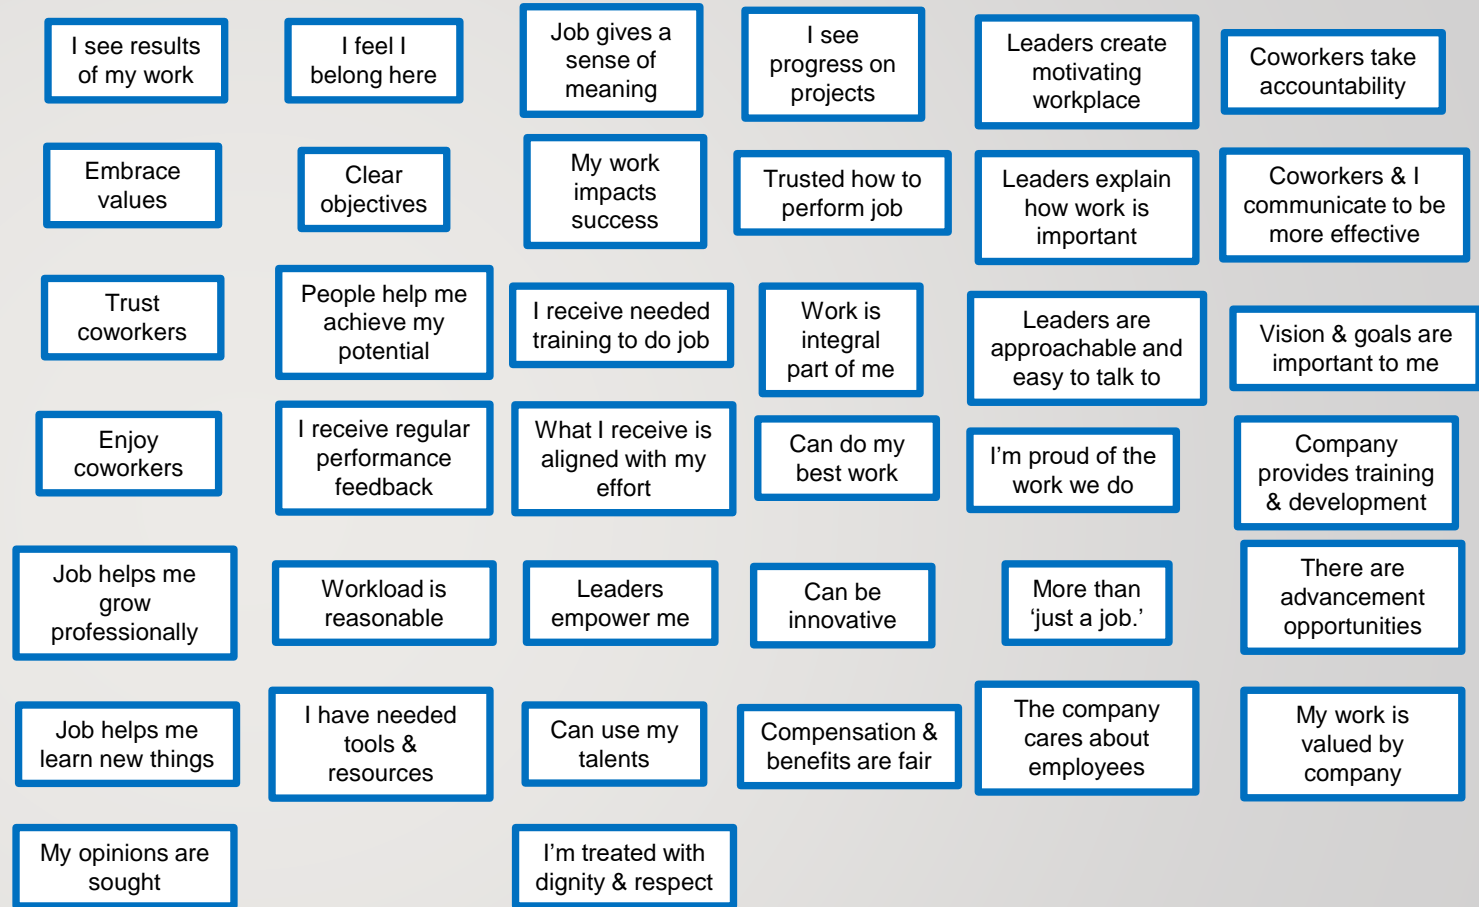 I see results
of my work
I feel I
belong here
Job gives a
sense of
meaning
I see
progress on
projects
Leaders create
motivating
workplace
Coworkers take
accountability
Embrace
values
Clear
objectives
My work
impacts
success
Trusted how to
perform job
Leaders explain
how work is
important
Coworkers & I
communicate to be
more effective
Trust
coworkers
People help me
achieve my
potential
I receive needed
training to do job
Work is
integral
part of me
Leaders are
approachable and
easy to talk to
Vision & goals are
important to me
Enjoy
coworkers
I receive regular
performance
feedback
What I receive is
aligned with my
effort
Can do my
best work
I’m proud of the
work we do
Company
provides training
& development
Job helps me
grow
professionally
Workload is
reasonable
Leaders
empower me
Can be
innovative
More than
‘just a job.’
There are
advancement
opportunities
Job helps me
learn new things
I have needed
tools &
resources
Can use my
talents
Compensation &
benefits are fair
The company
cares about
employees
My work is
valued by
company
My opinions are
sought
I’m treated with
dignity & respect